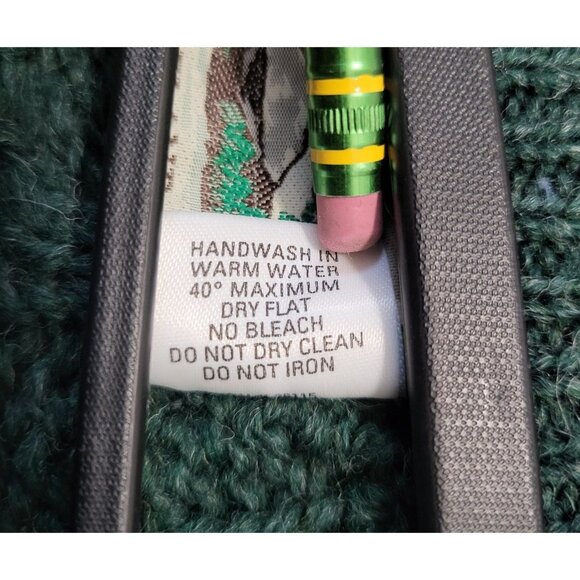 HANDWASH IN
WARM WATER
40° MAXIMUM
DRY FLAT
NO BLEACH
DO NOT DRY CLEAN
DO NOT IRON